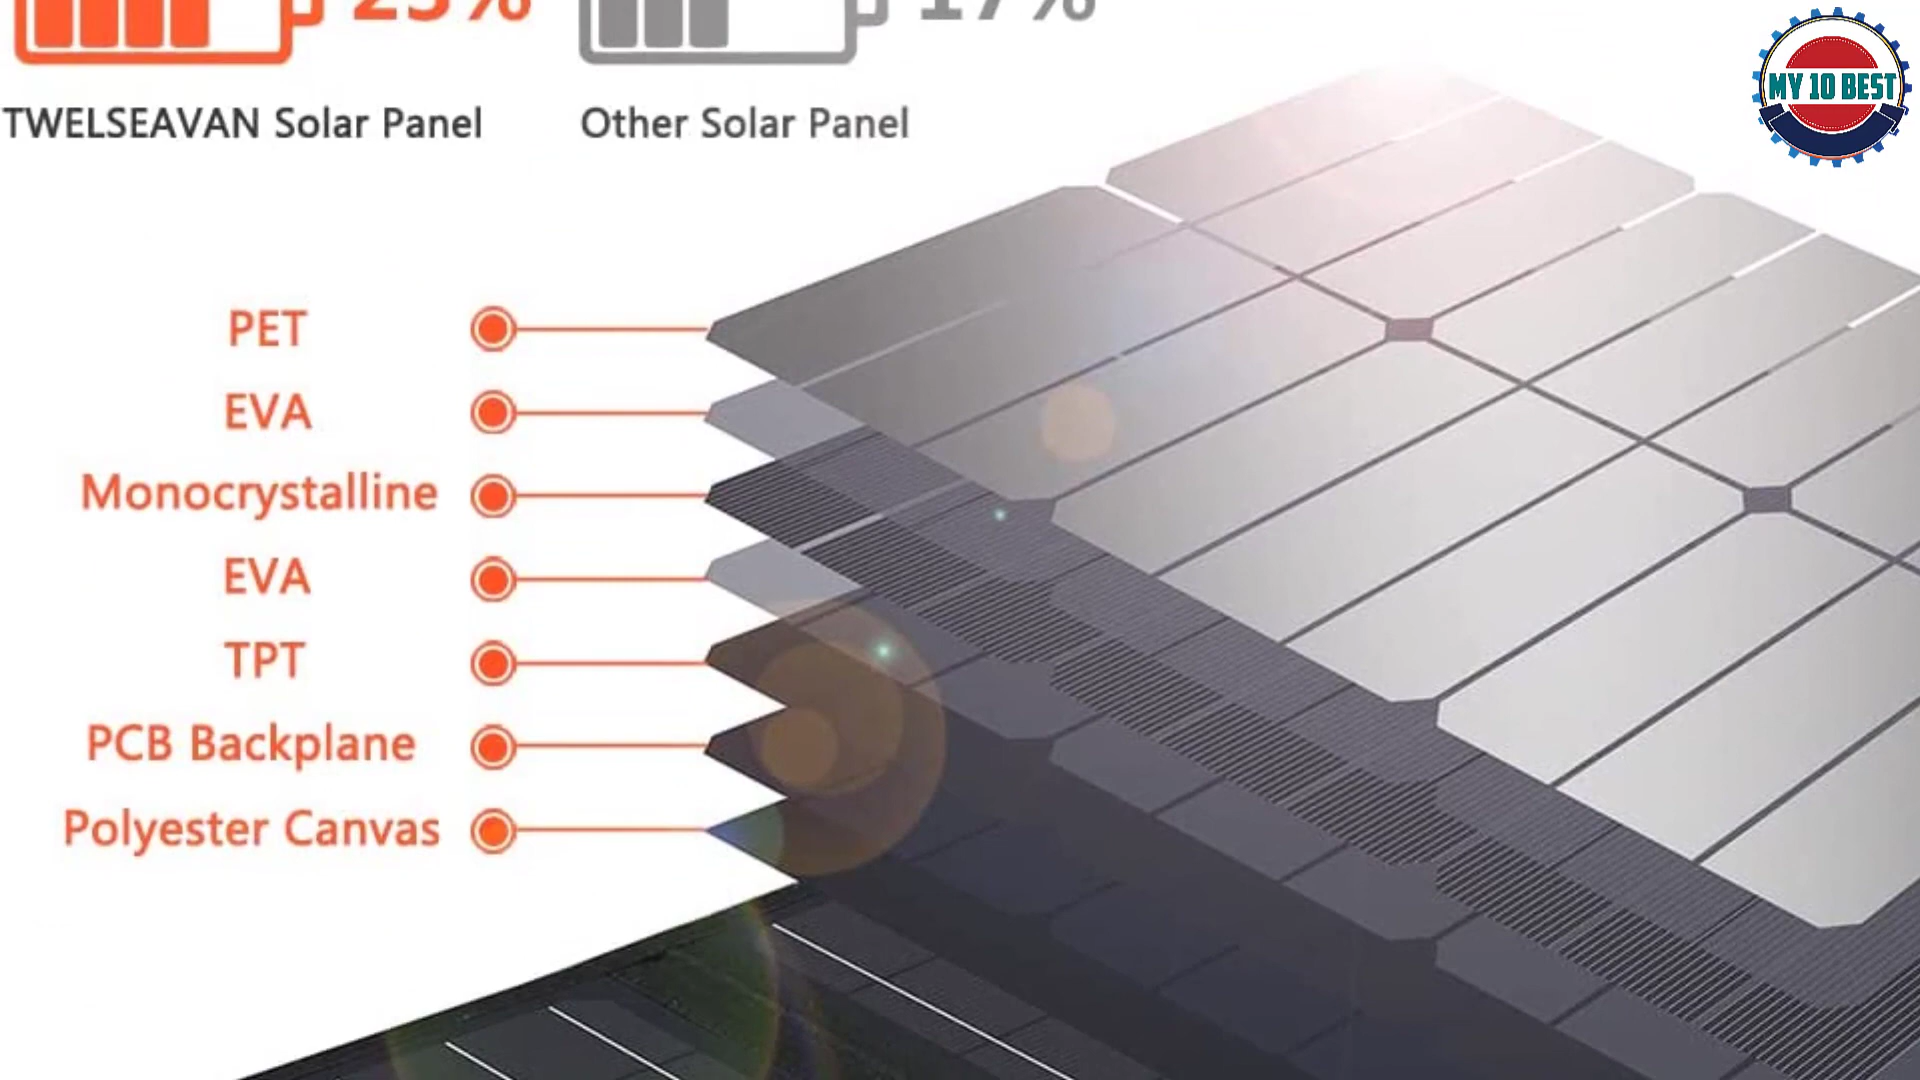 TWELSEAVAN Solar Panel
Other Solar Panel
MY 10 BEST
PET
EVA
Monocrystalline
EVA
TPT
PCB Backplane
Polyester Canvas